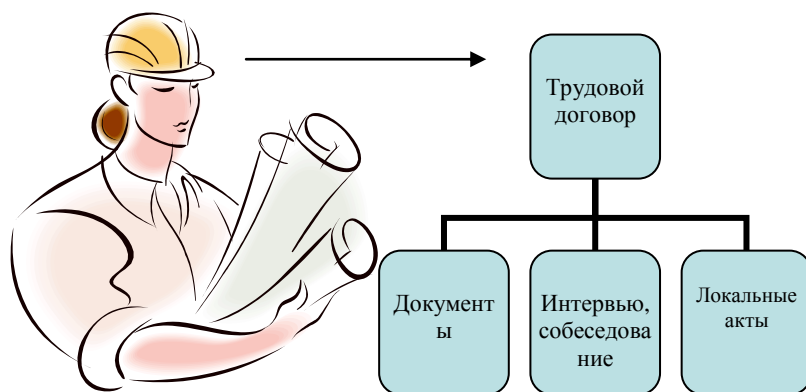 Трудовой
договор
Документ
ы
Интервью,
собеседова
ние
Локальные
акты